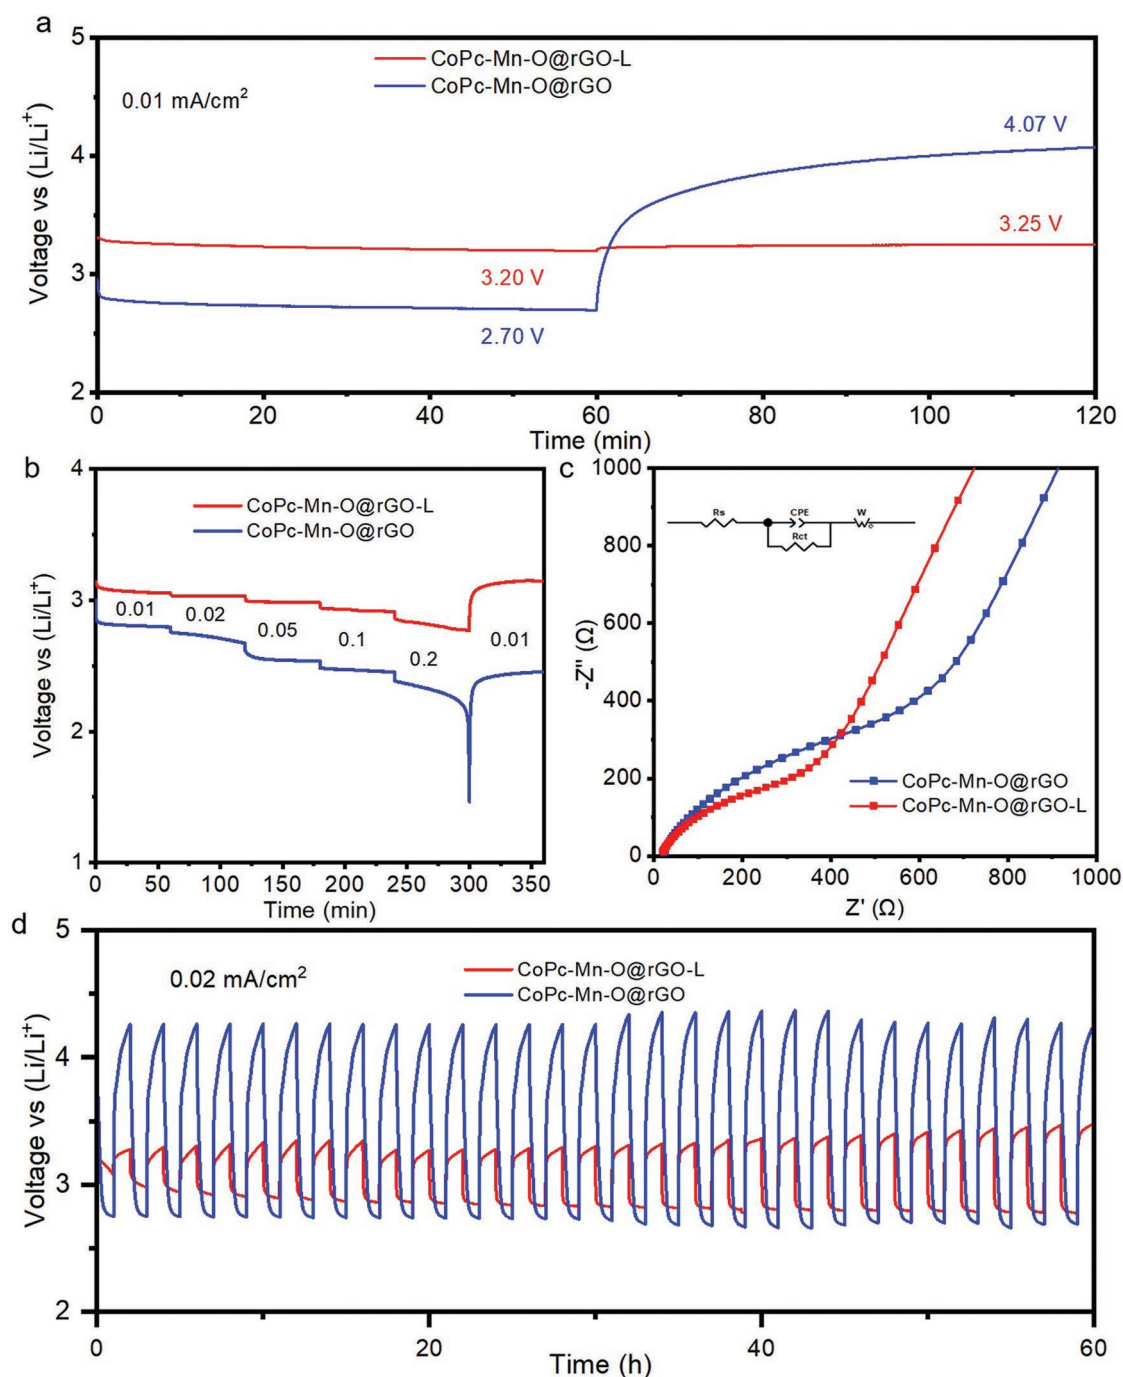 a
5
4
3
2
Voltage vs (Li/Li⁺)
0.01 mA/cm²
CoPc-Mn-O@rGO-L
CoPc-Mn-O@rGO
4.07 V
3.25 V
3.20 V
2.70 V
0 20 40 60 80 100 120
Time (min)
b
4
3
2
1
Voltage vs (Li/Li⁺)
CoPc-Mn-O@rGO-L
CoPc-Mn-O@rGO
0.01 0.02 0.05 0.1 0.2 0.01
0 50 100 150 200 250 300 350
Time (min)
c
1000
800
600
400
200
0
-Z'' (Ω)
Rs CPE W
Rct
CoPc-Mn-O@rGO
CoPc-Mn-O@rGO-L
0 200 400 600 800 1000
Z' (Ω)
d
5
4
3
2
Voltage vs (Li/Li⁺)
0.02 mA/cm²
CoPc-Mn-O@rGO-L
CoPc-Mn-O@rGO
0 20 40 60
Time (h)